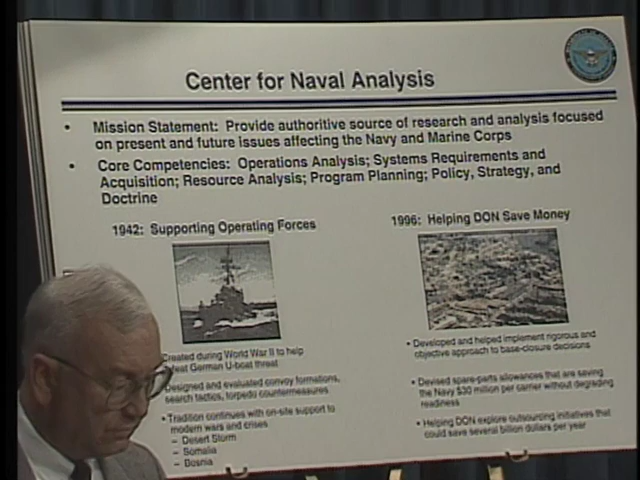 Center for Naval Analysis
• Mission Statement: Provide authoritive source of research and analysis focused
on present and future issues affecting the Navy and Marine Corps
• Core Competencies: Operations Analysis; Systems Requirements and
Acquisition; Resource Analysis; Program Planning; Policy, Strategy, and
Doctrine
1942: Supporting Operating Forces
Created during World War II to help
German U-boat threat
Designed and evaluated convoy formations,
search tactics, torpedo countermeasures
• Tradition continues with on-site support to
modern wars and crises
– Desert Storm
– Somalia
– Bosnia
1996: Helping DON Save Money
• Developed and helped implement rigorous and
objective approach to base-closure decisions
• Devised spare-parts allowances that are saving
the Navy $30 million per carrier without degrading
readiness
• Helping DON explore outsourcing initiatives that
could save several billion dollars per year